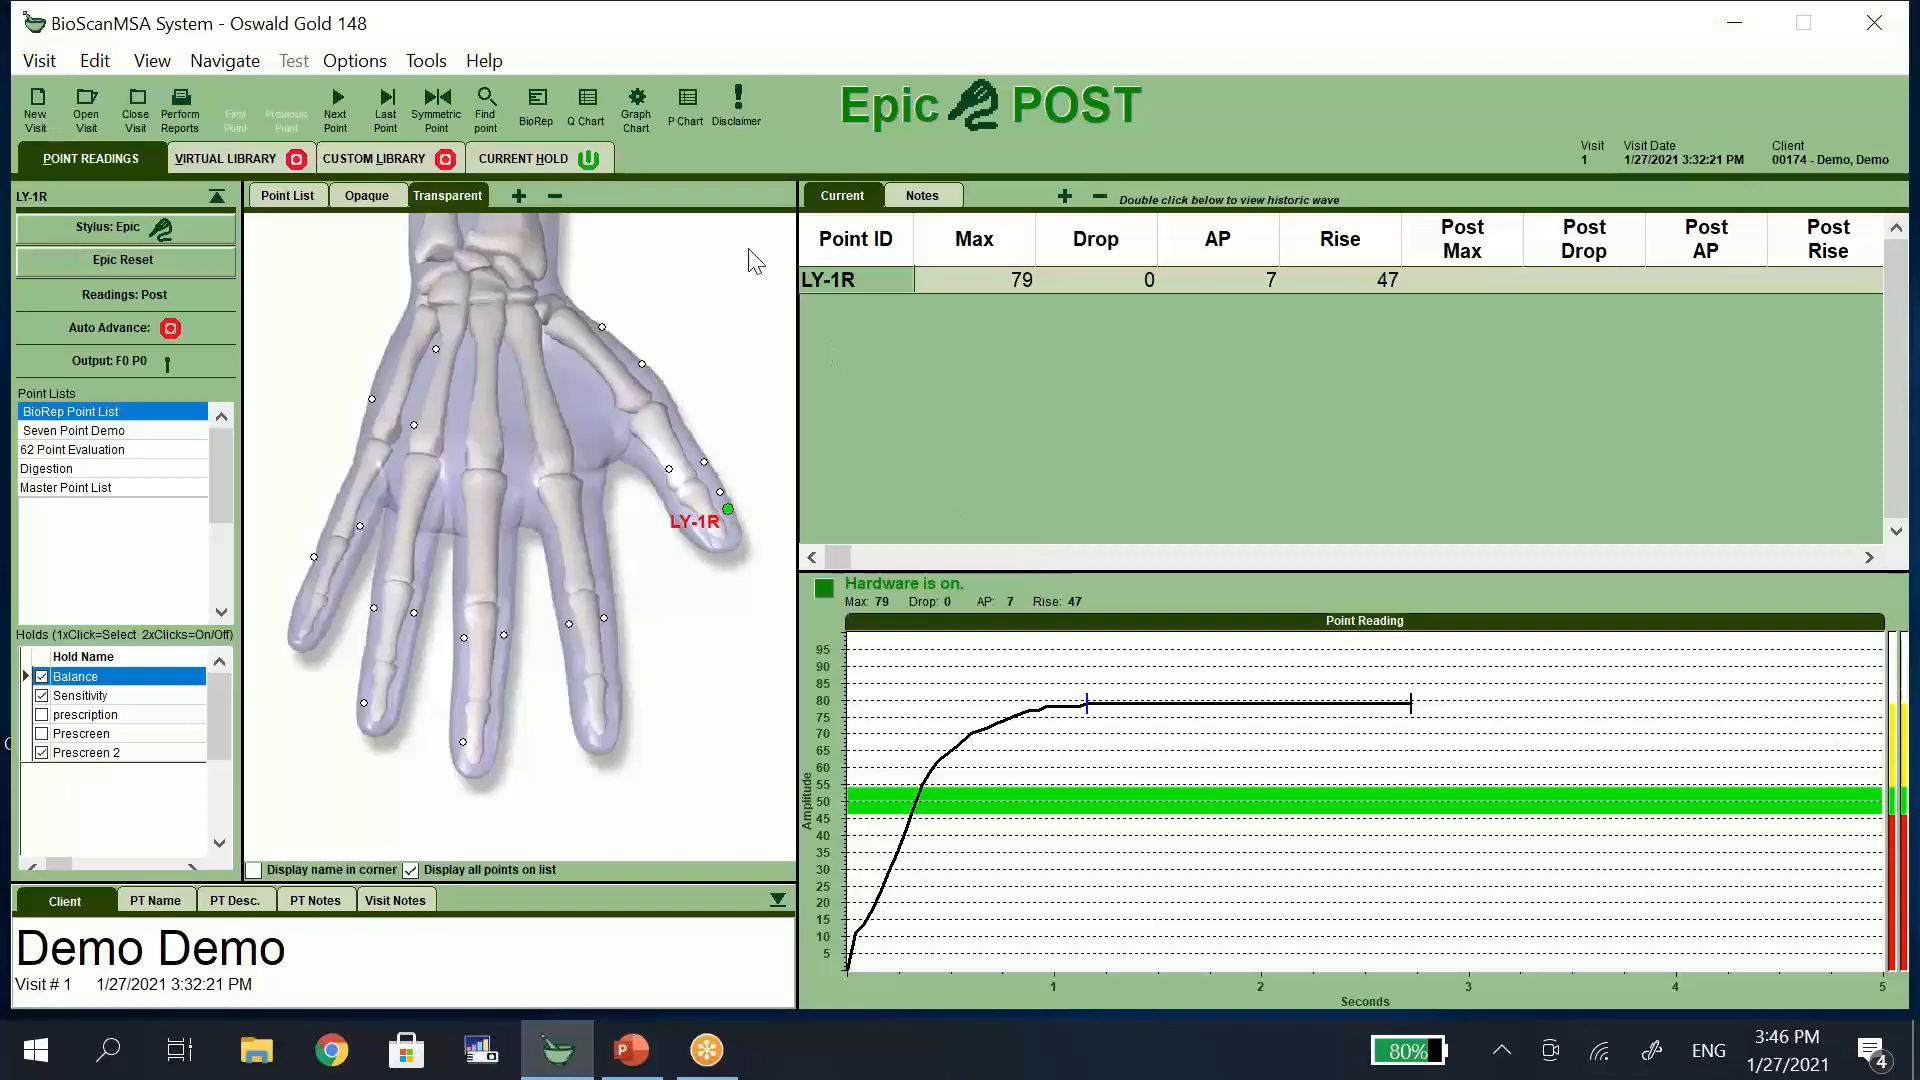 BioScanMSA System - Oswald Gold 148
Visit Edit View Navigate Test Options Tools Help
New Visit
Open Visit
Close Visit
Perform Reports
First Point
Previous Point
Next Point
Last Point
Symmetric Point
Find point
BioRep
Q Chart
Graph Chart
P Chart
Disclaimer
Epic POST
POINT READINGS
VIRTUAL LIBRARY
CUSTOM LIBRARY
CURRENT HOLD
Visit Visit Date Client
1 1/27/2021 3:32:21 PM 00174 - Demo, Demo
LY-1R
Stylus: Epic
Epic Reset
Readings: Post
Auto Advance:
Output: F0 P0
Point Lists
BioRep Point List
Seven Point Demo
62 Point Evaluation
Digestion
Master Point List
Holds (1xClick=Select 2xClicks=On/Off)
Hold Name
Balance
Sensitivity
prescription
Prescreen
Prescreen 2
Point List Opaque Transparent
LY-1R
Display name in corner Display all points on list
Current Notes Double click below to view historic wave
Point ID Max Drop AP Rise Post Max Post Drop Post AP Post Rise
LY-1R 79 0 7 47
Hardware is on.
Max: 79 Drop: 0 AP: 7 Rise: 47
Point Reading
95
90
85
80
75
70
65
60
55
50
45
40
35
30
25
20
15
10
5
Amplitude
1 2 3 4 5
Seconds
Client PT Name PT Desc. PT Notes Visit Notes
Demo Demo
Visit # 1 1/27/2021 3:32:21 PM
80% ENG
3:46 PM
1/27/2021
4